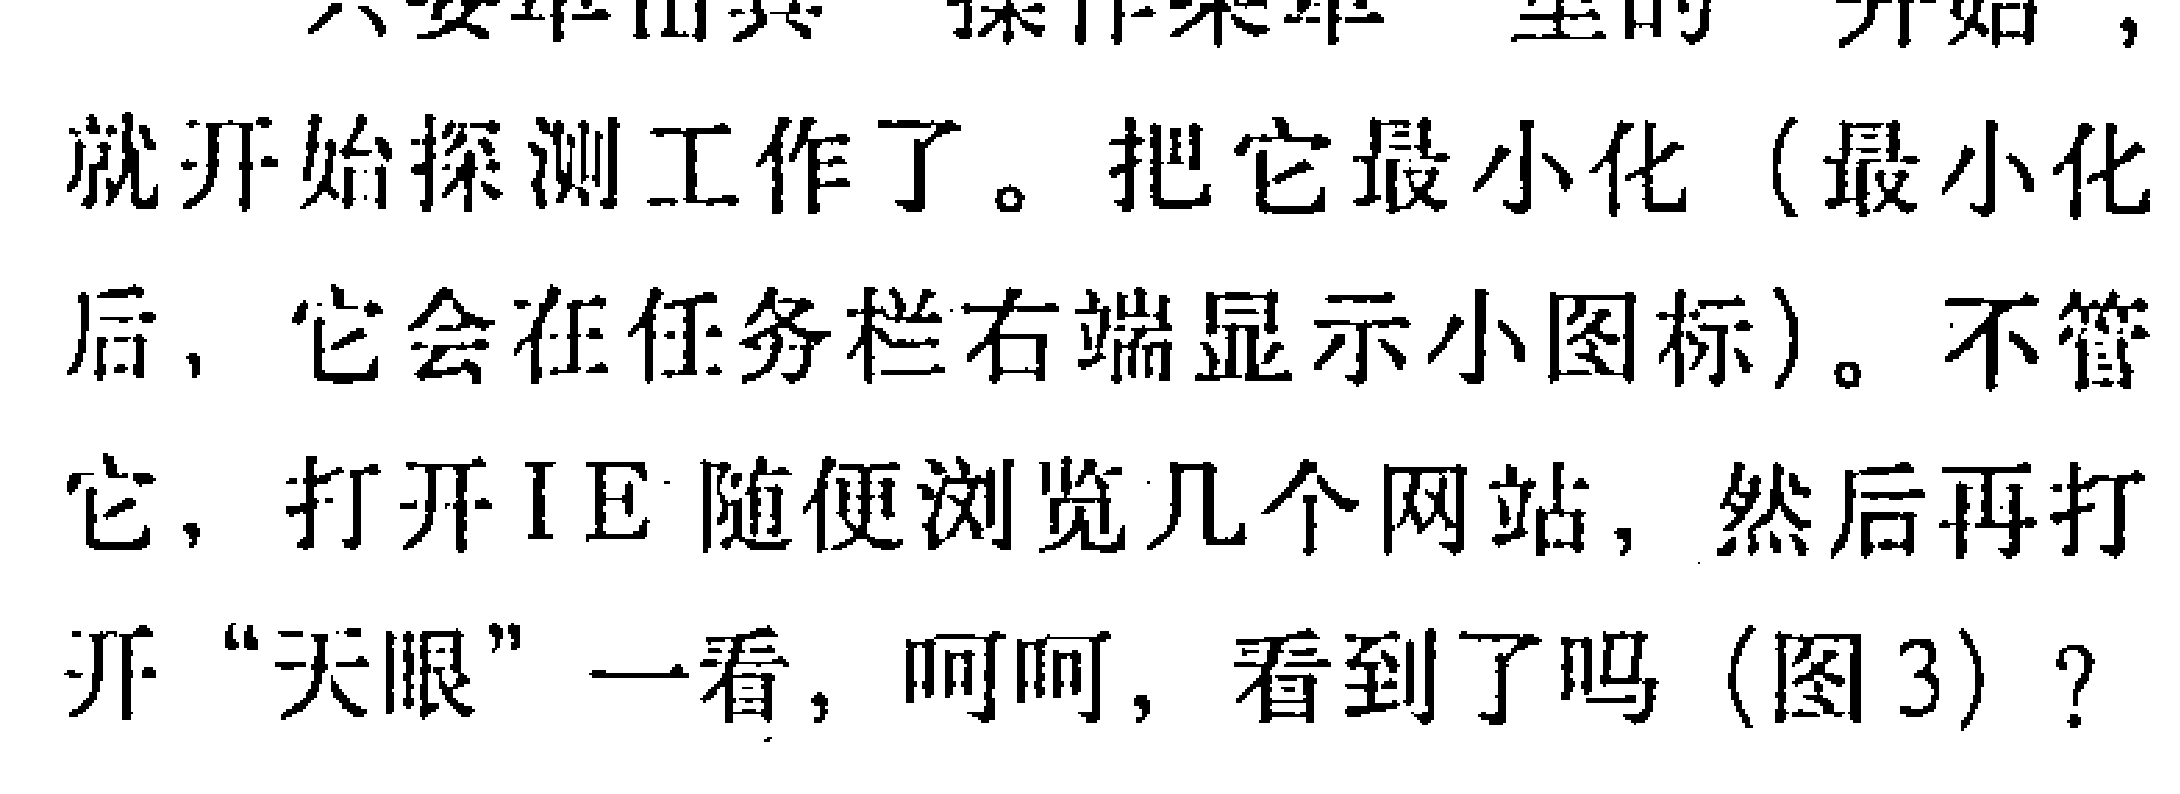 就开始探测工作了。把它最小化（最小化
后，它会在任务栏右端显示小图标）。不管
它，打开IE随便浏览几个网站，然后再打
开“天眼”一看，呵呵，看到了吗（图3）？